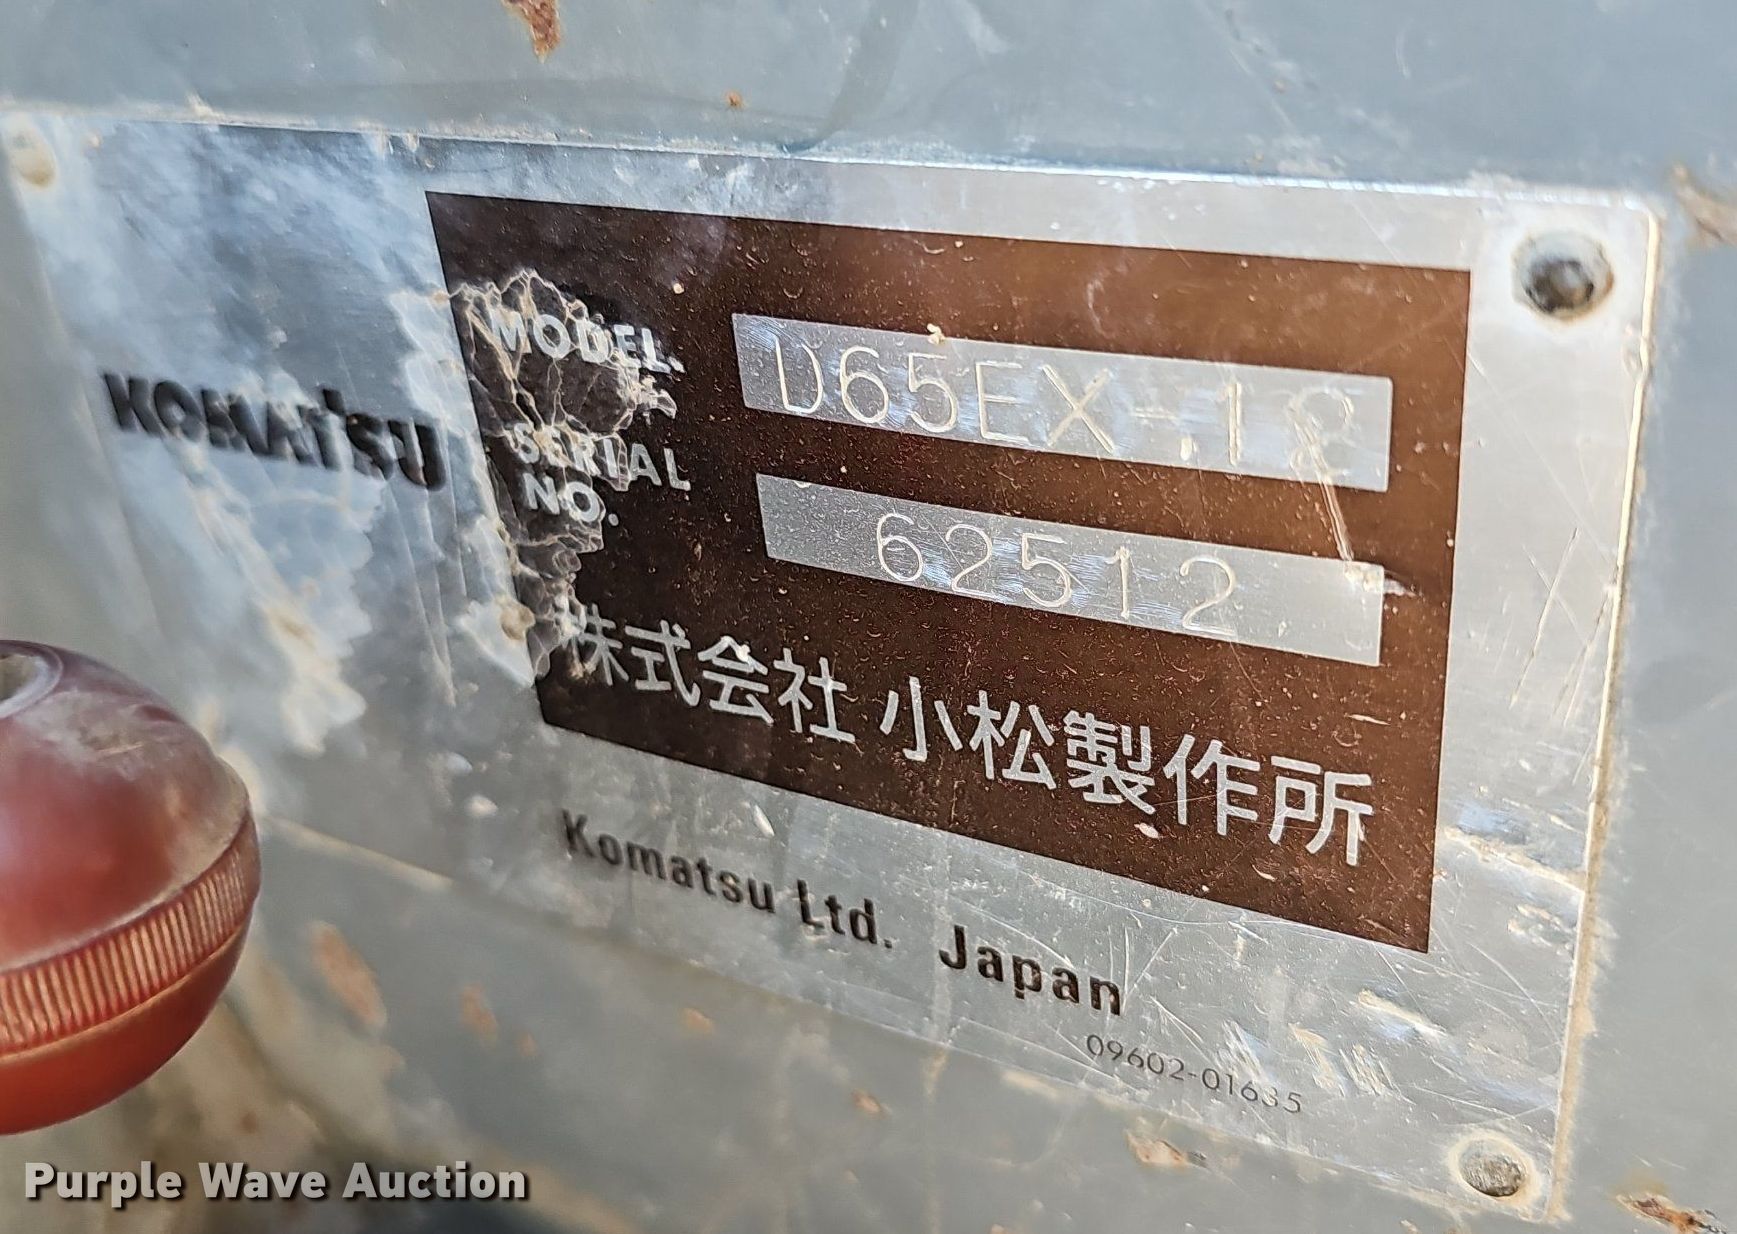 KOMATSU
MODEL.
D65EX-12
SERIAL NO.
62512
株式会社 小松製作所
Komatsu Ltd. Japan
09602-01635
Purple Wave Auction